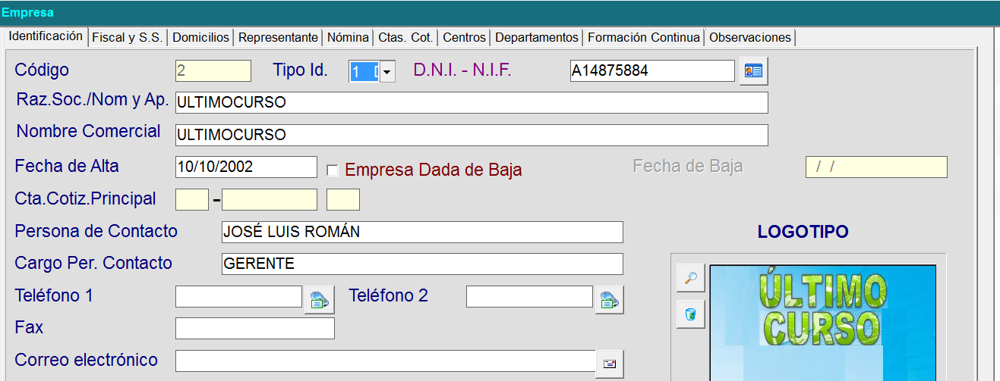 Empresa
Identificación Fiscal y S.S. Domicilios Representante Nómina Ctas. Cot. Centros Departamentos Formación Continua Observaciones
Código 2 Tipo Id. 1 D.N.I. - N.I.F. A14875884
Raz.Soc./Nom y Ap. ULTIMOCURSO
Nombre Comercial ULTIMOCURSO
Fecha de Alta 10/10/2002 Empresa Dada de Baja Fecha de Baja / /
Cta.Cotiz.Principal -
Persona de Contacto JOSÉ LUIS ROMÁN LOGOTIPO
Cargo Per. Contacto GERENTE
Teléfono 1 Teléfono 2
ÚLTIMO
Fax
CURSO
Correo electrónico